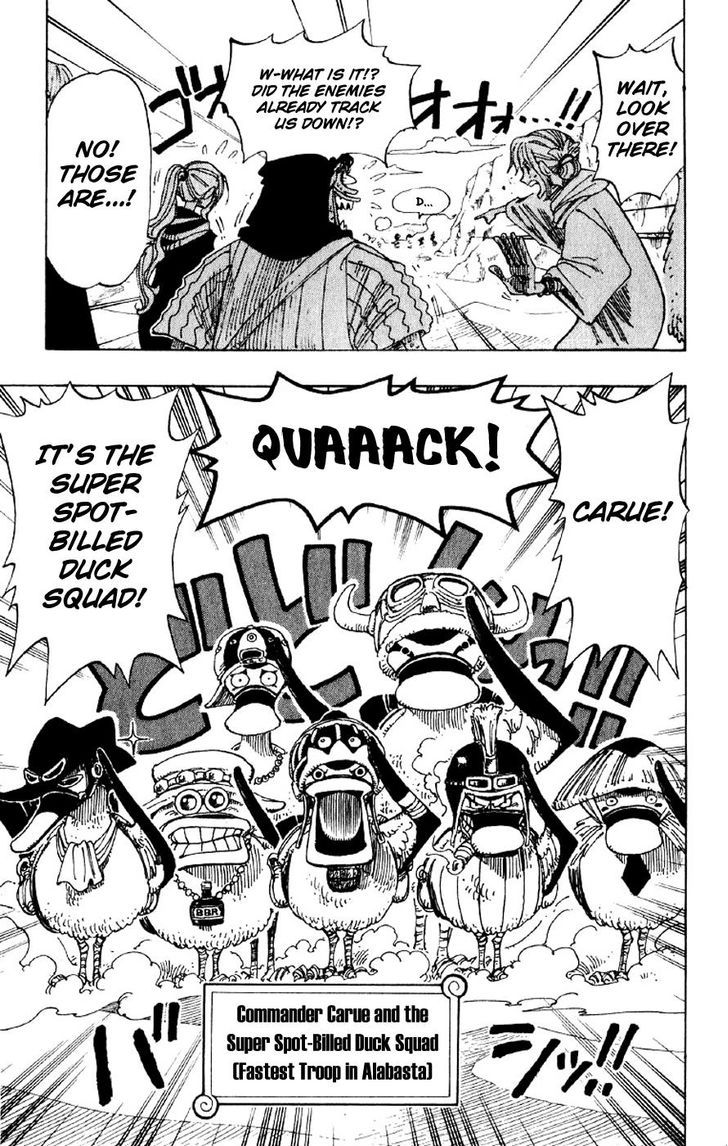 WAIT,
LOOK
OVER
THERE!
W-WHAT IS IT!?
DID THE ENEMIES
ALREADY TRACK
US DOWN!?
D...
NO!
THOSE
ARE...!
ゴオオオオ...!!
CARUE!
QUAAACK!
IT'S THE
SUPER
SPOT-
BILLED
DUCK
SQUAD!
BBR
バッ
Commander Carue and the
Super Spot-Billed Duck Squad
(Fastest Troop in Alabasta)